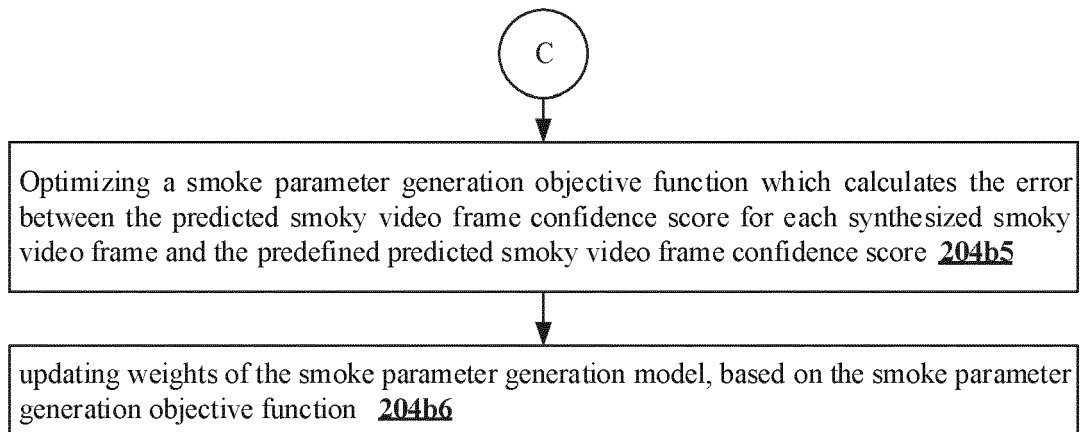 C
Optimizing a smoke parameter generation objective function which calculates the error
between the predicted smoky video frame confidence score for each synthesized smoky
video frame and the predefined predicted smoky video frame confidence score 204b5
updating weights of the smoke parameter generation model, based on the smoke parameter
generation objective function 204b6